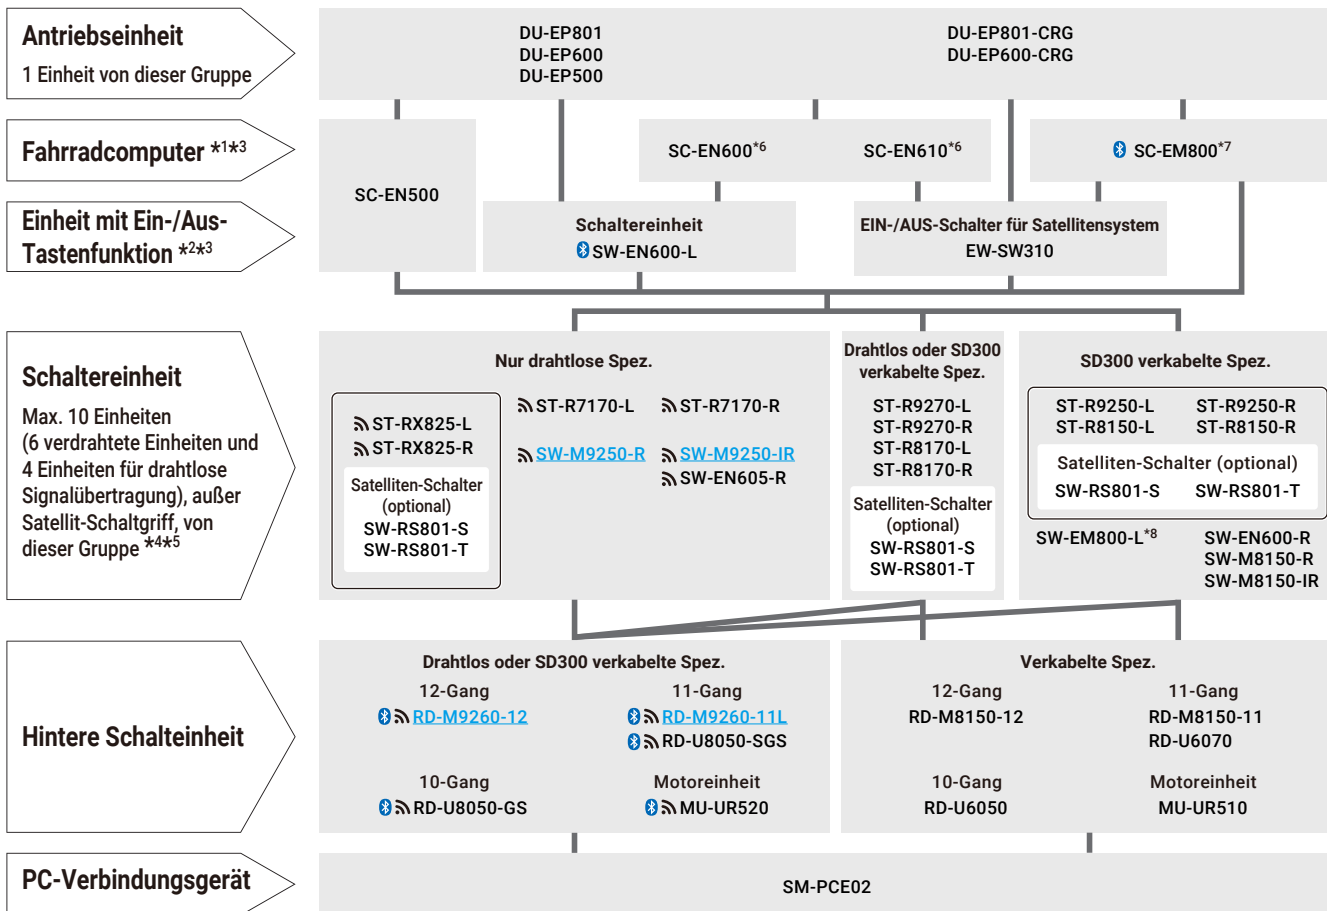 Antriebseinheit
1 Einheit von dieser Gruppe
DU-EP801
DU-EP600
DU-EP500
DU-EP801-CRG
DU-EP600-CRG
Fahrradcomputer *1*3
SC-EN500
SC-EN600*6
SC-EN610*6
SC-EM800*7
Einheit mit Ein-/Aus-
Tastenfunktion *2*3
Schaltereinheit
SW-EN600-L
EIN-/AUS-Schalter für Satellitensystem
EW-SW310
Schaltereinheit
Max. 10 Einheiten
(6 verdrahtete Einheiten und
4 Einheiten für drahtlose
Signalübertragung), außer
Satellit-Schaltgriff, von
dieser Gruppe *4*5
Nur drahtlose Spez.
ST-RX825-L
ST-RX825-R
Satelliten-Schalter
(optional)
SW-RS801-S
SW-RS801-T
ST-R7170-L
ST-R7170-R
SW-M9250-R
SW-M9250-IR
SW-EN605-R
Drahtlos oder SD300
verkabelte Spez.
ST-R9270-L
ST-R9270-R
ST-R8170-L
ST-R8170-R
Satelliten-Schalter
(optional)
SW-RS801-S
SW-RS801-T
SD300 verkabelte Spez.
ST-R9250-L
ST-R9250-R
ST-R8150-L
ST-R8150-R
Satelliten-Schalter (optional)
SW-RS801-S
SW-RS801-T
SW-EM800-L*8
SW-EN600-R
SW-M8150-R
SW-M8150-IR
Hintere Schalteinheit
Drahtlos oder SD300 verkabelte Spez.
12-Gang
RD-M9260-12
11-Gang
RD-M9260-11L
RD-U8050-SGS
10-Gang
RD-U8050-GS
Motoreinheit
MU-UR520
Verkabelte Spez.
12-Gang
RD-M8150-12
11-Gang
RD-M8150-11
RD-U6070
10-Gang
RD-U6050
Motoreinheit
MU-UR510
PC-Verbindungsgerät
SM-PCE02